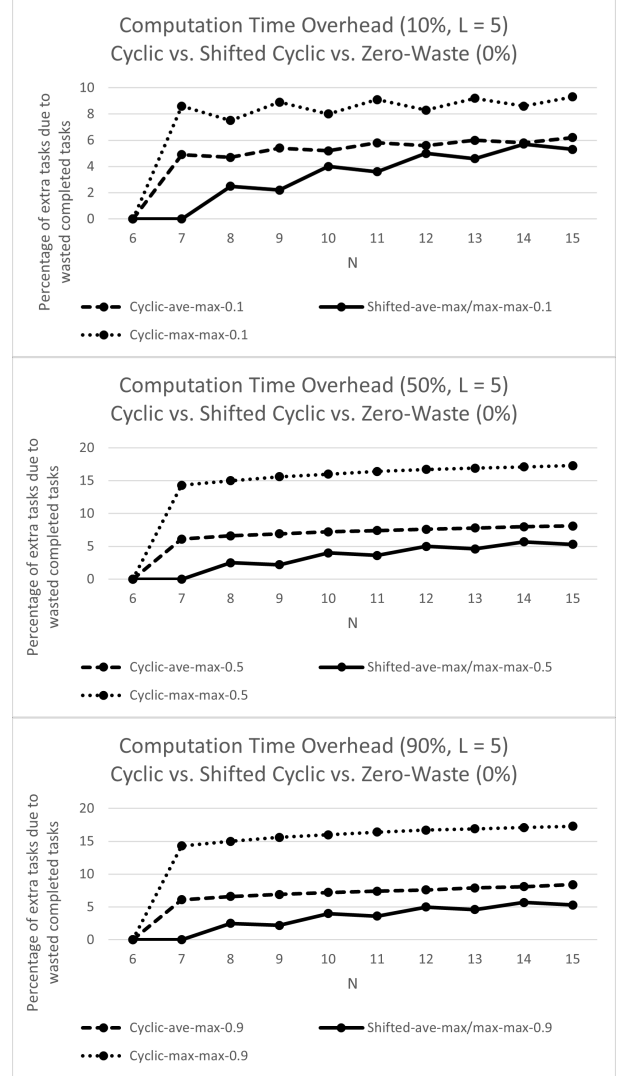 Computation Time Overhead (10%, L = 5)
Cyclic vs. Shifted Cyclic vs. Zero-Waste (0%)
Percentage of extra tasks due to
wasted completed tasks
10
8
6
4
2
0
6 7 8 9 10 11 12 13 14 15
N
Cyclic-ave-max-0.1 Shifted-ave-max/max-max-0.1
Cyclic-max-max-0.1
Computation Time Overhead (50%, L = 5)
Cyclic vs. Shifted Cyclic vs. Zero-Waste (0%)
Percentage of extra tasks due to
wasted completed tasks
20
15
10
5
0
6 7 8 9 10 11 12 13 14 15
N
Cyclic-ave-max-0.5 Shifted-ave-max/max-max-0.5
Cyclic-max-max-0.5
Computation Time Overhead (90%, L = 5)
Cyclic vs. Shifted Cyclic vs. Zero-Waste (0%)
Percentage of extra tasks due to
wasted completed tasks
20
15
10
5
0
6 7 8 9 10 11 12 13 14 15
N
Cyclic-ave-max-0.9 Shifted-ave-max/max-max-0.9
Cyclic-max-max-0.9